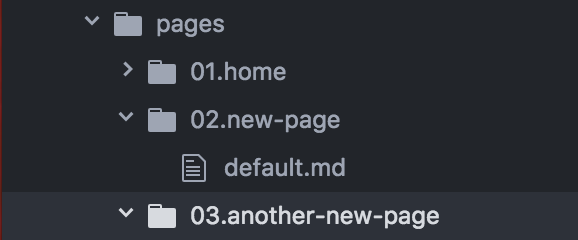 pages
01.home
02.new-page
default.md
03.another-new-page